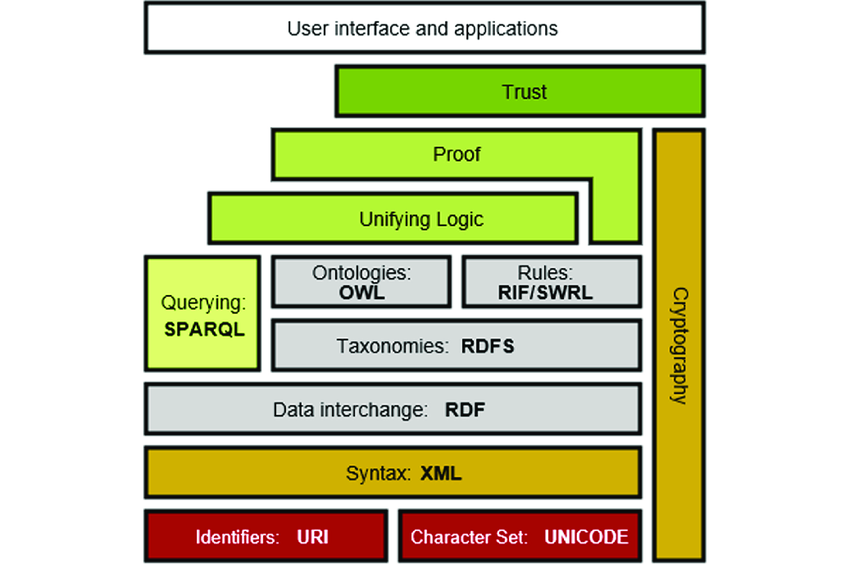 User interface and applications
Trust
Proof
Unifying Logic
Querying:
SPARQL
Ontologies:
OWL
Rules:
RIF/SWRL
Taxonomies: RDFS
Data interchange: RDF
Syntax: XML
Identifiers: URI
Character Set: UNICODE
Cryptography